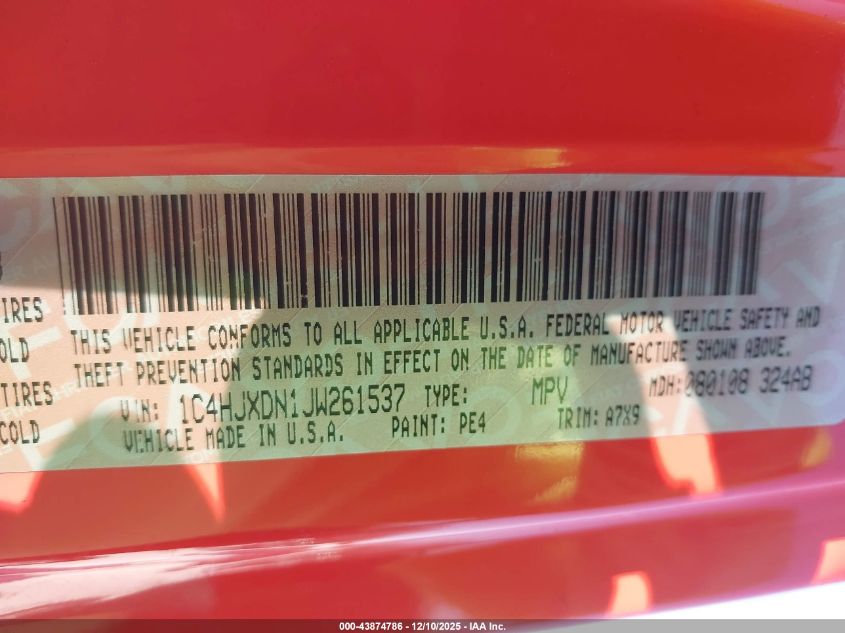 TIRES
COLD
TIRES
COLD
THIS VEHICLE CONFORMS TO ALL APPLICABLE U.S.A. FEDERAL MOTOR VEHICLE SAFETY AND
THEFT PREVENTION STANDARDS IN EFFECT ON THE DATE OF MANUFACTURE SHOWN ABOVE.
VIN: 1C4HJXDN1JW261537 TYPE: MPV MDH: 080108 324AB
VEHICLE MADE IN U.S.A. PAINT: PE4 TRIM: A7X9
000-43874786 - 12/10/2025 - IAA Inc.